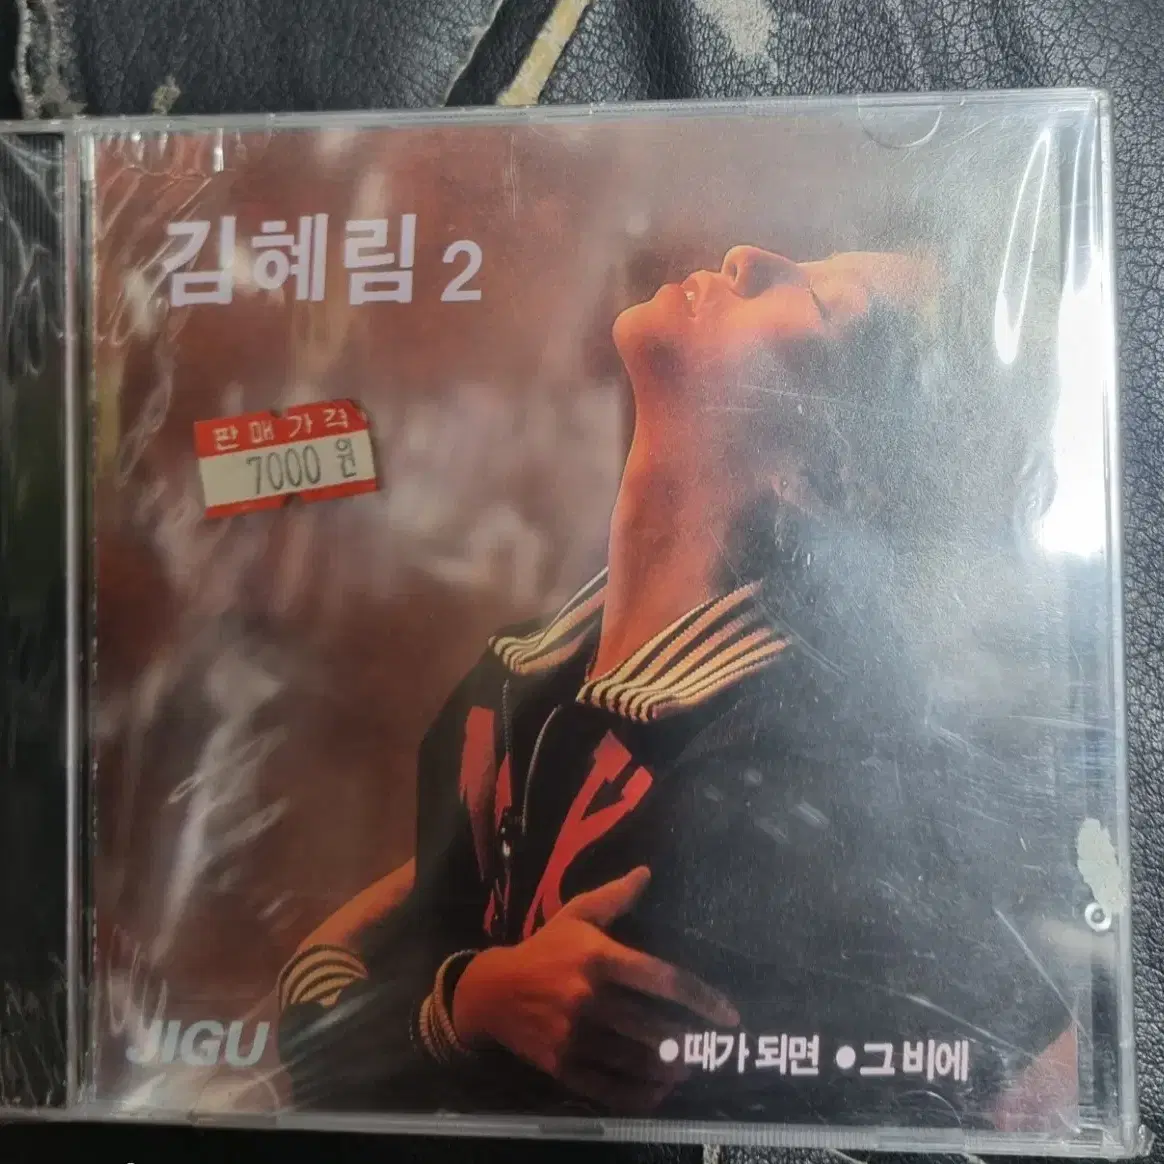 김혜림 2
판매가격
7000 원
JIGU
●때가 되면 ●그 비에